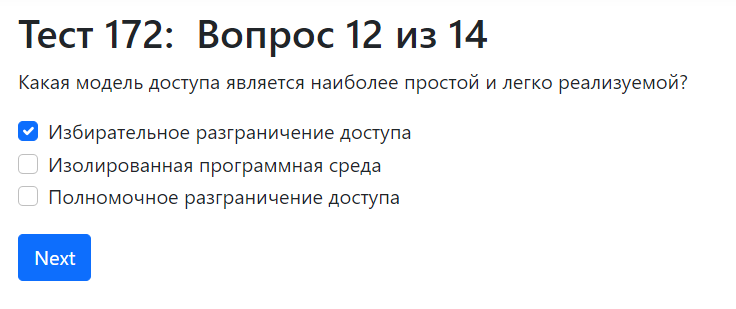 Тест 172: Вопрос 12 из 14
Какая модель доступа является наиболее простой и легко реализуемой?
Избирательное разграничение доступа
Изолированная программная среда
Полномочное разграничение доступа
Next